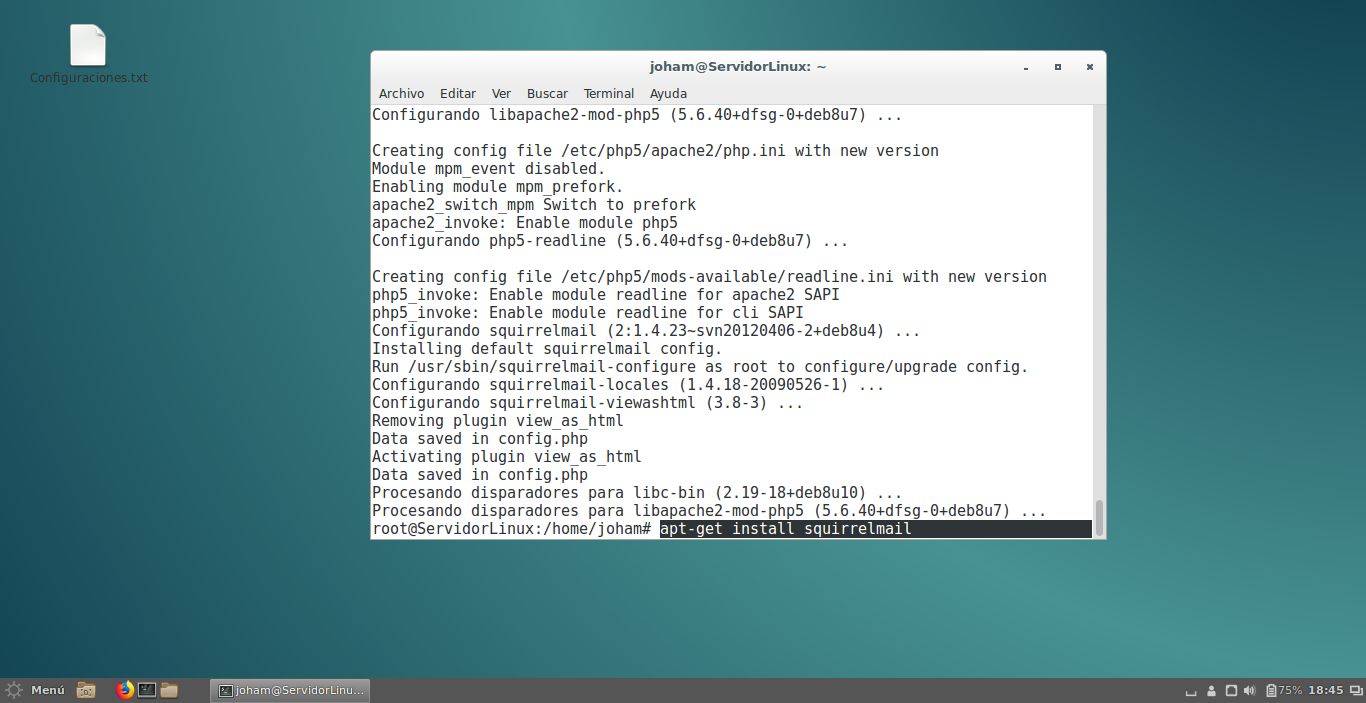 Configuraciones.txt
joham@ServidorLinux: ~
Archivo Editar Ver Buscar Terminal Ayuda
Configurando libapache2-mod-php5 (5.6.40+dfsg-0+deb8u7) ...
Creating config file /etc/php5/apache2/php.ini with new version
Module mpm_event disabled.
Enabling module mpm_prefork.
apache2_switch_mpm Switch to prefork
apache2_invoke: Enable module php5
Configurando php5-readline (5.6.40+dfsg-0+deb8u7) ...
Creating config file /etc/php5/mods-available/readline.ini with new version
php5_invoke: Enable module readline for apache2 SAPI
php5_invoke: Enable module readline for cli SAPI
Configurando squirrelmail (2:1.4.23~svn20120406-2+deb8u4) ...
Installing default squirrelmail config.
Run /usr/sbin/squirrelmail-configure as root to configure/upgrade config.
Configurando squirrelmail-locales (1.4.18-20090526-1) ...
Configurando squirrelmail-viewashtml (3.8-3) ...
Removing plugin view_as_html
Data saved in config.php
Activating plugin view_as_html
Data saved in config.php
Procesando disparadores para libc-bin (2.19-18+deb8u10) ...
Procesando disparadores para libapache2-mod-php5 (5.6.40+dfsg-0+deb8u7) ...
root@ServidorLinux:/home/joham# apt-get install squirrelmail
Menú joham@ServidorLinu... 75% 18:45